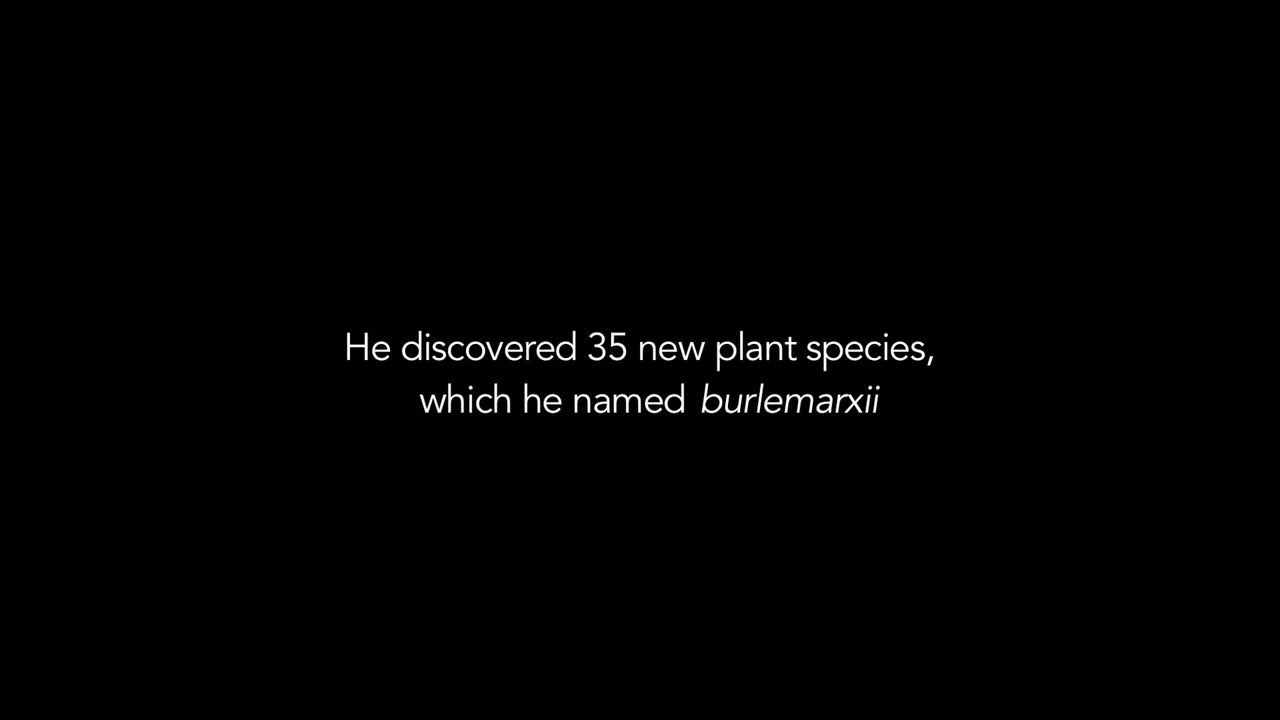 He discovered 35 new plant species,
which he named burlemarxii